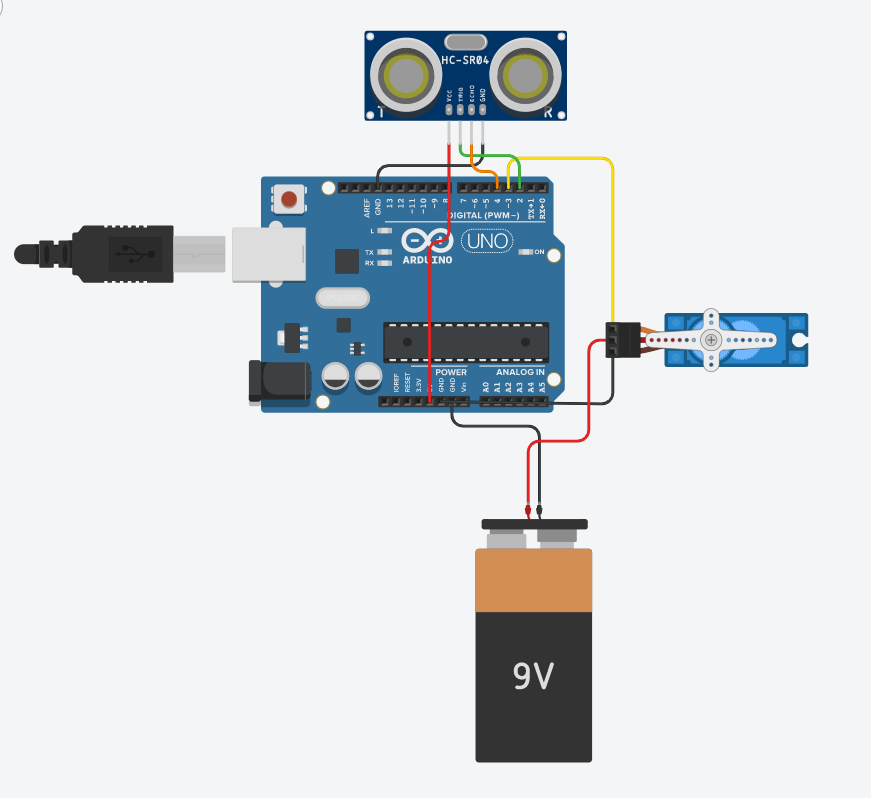 HC-SR04
VCC
TRIG
ECHO
GND
T
R
AREF
GND
13
12
~11
~10
~9
8
7
~6
~5
4
~3
2
TX→1
RX←0
DIGITAL (PWM~)
L
TX
RX
ARDUINO
UNO
ON
POWER
ANALOG IN
IOREF
RESET
3.3V
GND
GND
Vin
A0
A1
A2
A3
A4
A5
9V